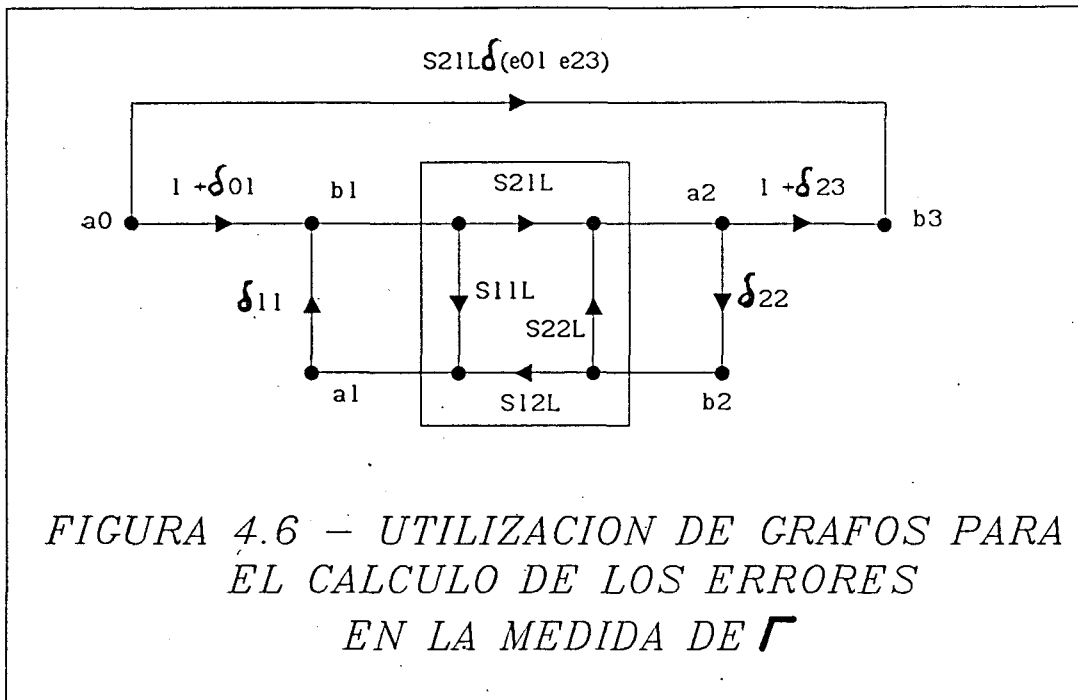 S21Lδ(e01 e23)
1 +δ01
b1
S21L
a2
1 +δ23
a0
b3
δ11
S11L
S22L
δ22
a1
S12L
b2
FIGURA 4.6 – UTILIZACION DE GRAFOS PARA
EL CALCULO DE LOS ERRORES
EN LA MEDIDA DE Γ